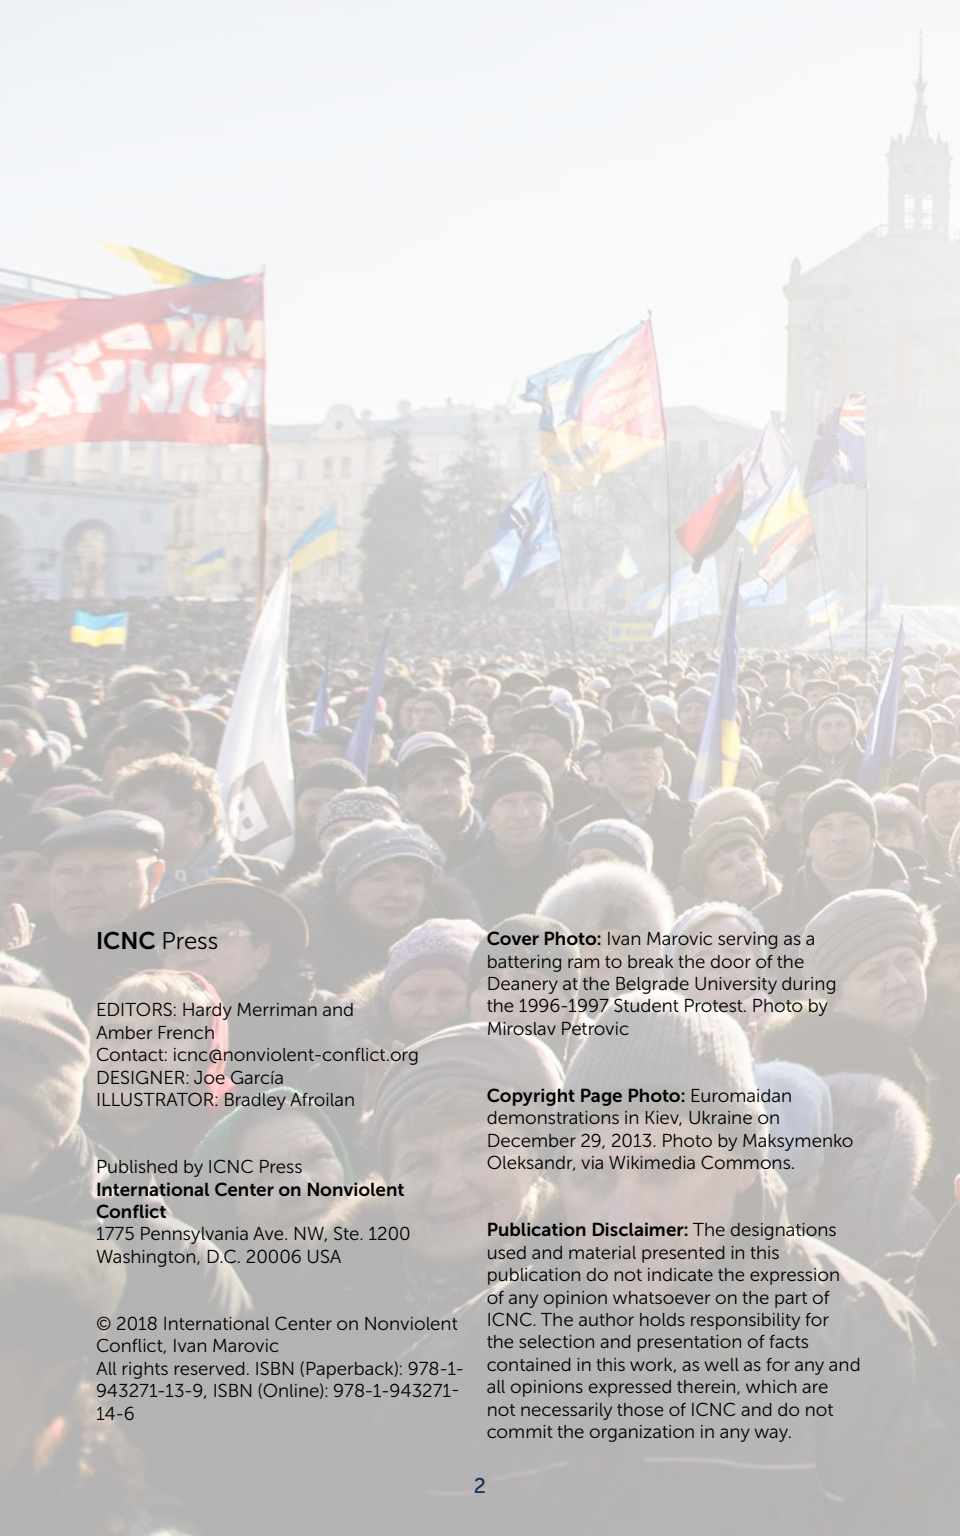 ICNC Press
EDITORS: Hardy Merriman and
Amber French
Contact: icnc@nonviolent-conflict.org
DESIGNER: Joe García
ILLUSTRATOR: Bradley Afroilan
Published by ICNC Press
International Center on Nonviolent
Conflict
1775 Pennsylvania Ave. NW, Ste. 1200
Washington, D.C. 20006 USA
© 2018 International Center on Nonviolent
Conflict, Ivan Marovic
All rights reserved. ISBN (Paperback): 978-1-
943271-13-9, ISBN (Online): 978-1-943271-
14-6
Cover Photo: Ivan Marovic serving as a
battering ram to break the door of the
Deanery at the Belgrade University during
the 1996-1997 Student Protest. Photo by
Miroslav Petrovic
Copyright Page Photo: Euromaidan
demonstrations in Kiev, Ukraine on
December 29, 2013. Photo by Maksymenko
Oleksandr, via Wikimedia Commons.
Publication Disclaimer: The designations
used and material presented in this
publication do not indicate the expression
of any opinion whatsoever on the part of
ICNC. The author holds responsibility for
the selection and presentation of facts
contained in this work, as well as for any and
all opinions expressed therein, which are
not necessarily those of ICNC and do not
commit the organization in any way.
2